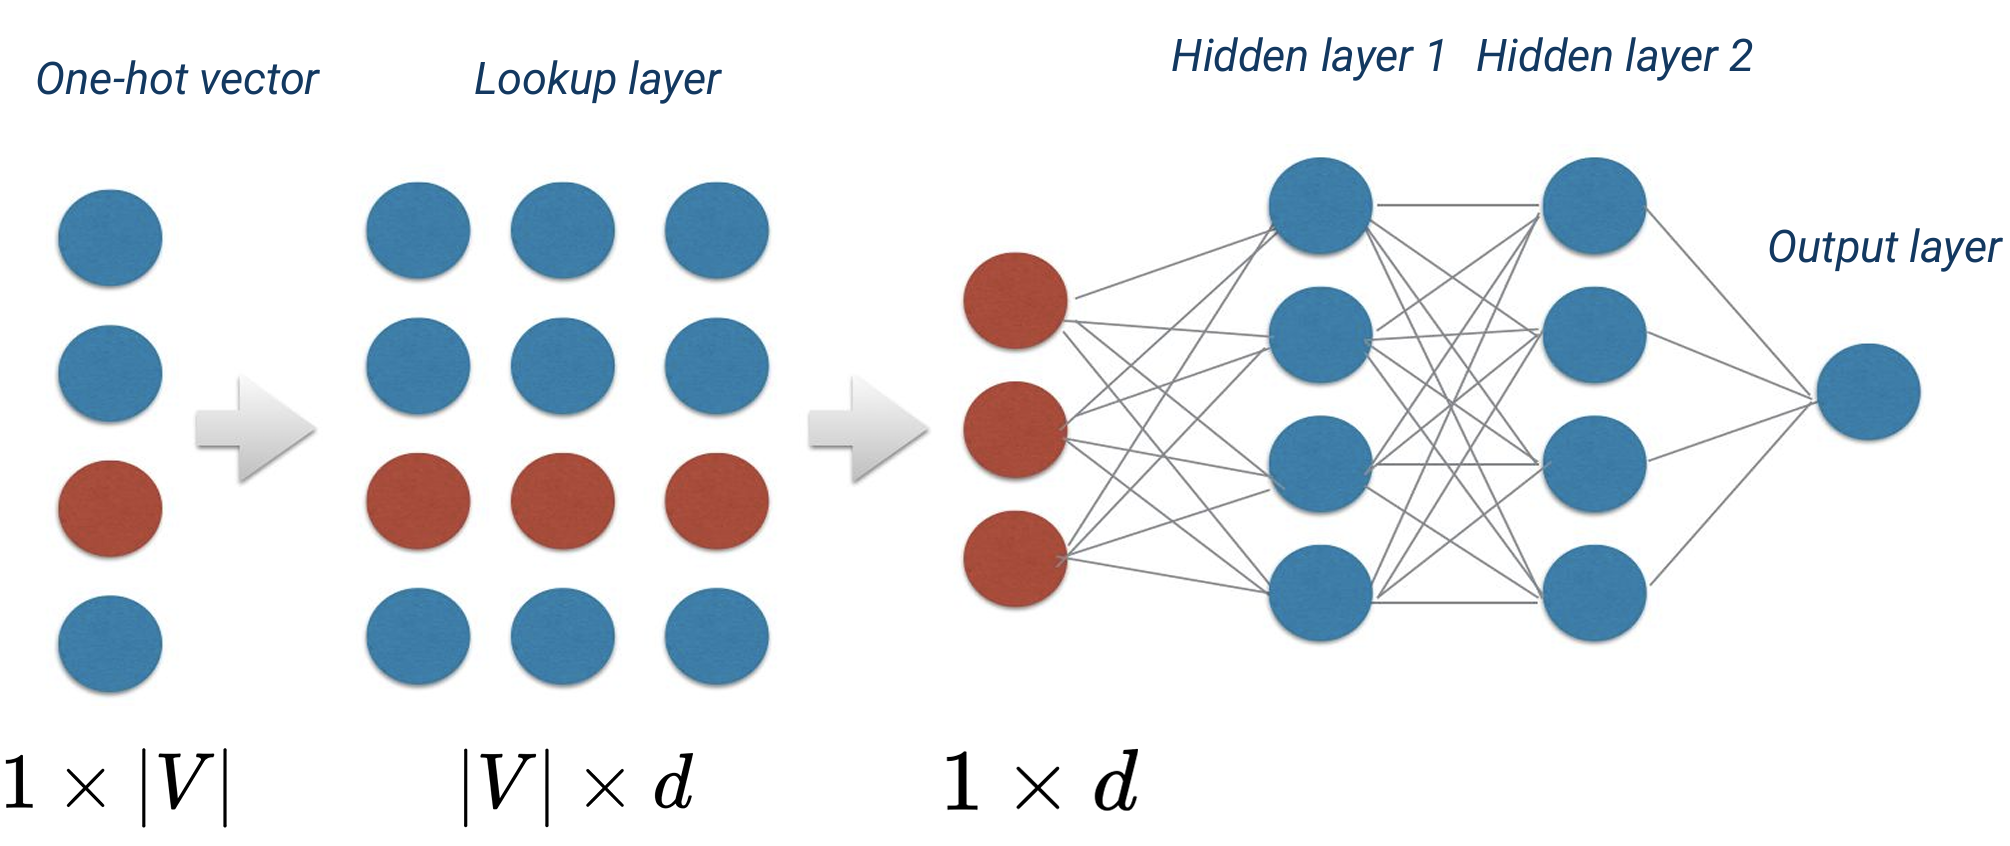 One-hot vector
Lookup layer
Hidden layer 1
Hidden layer 2
Output layer
1 × |V|
|V| × d
1 × d